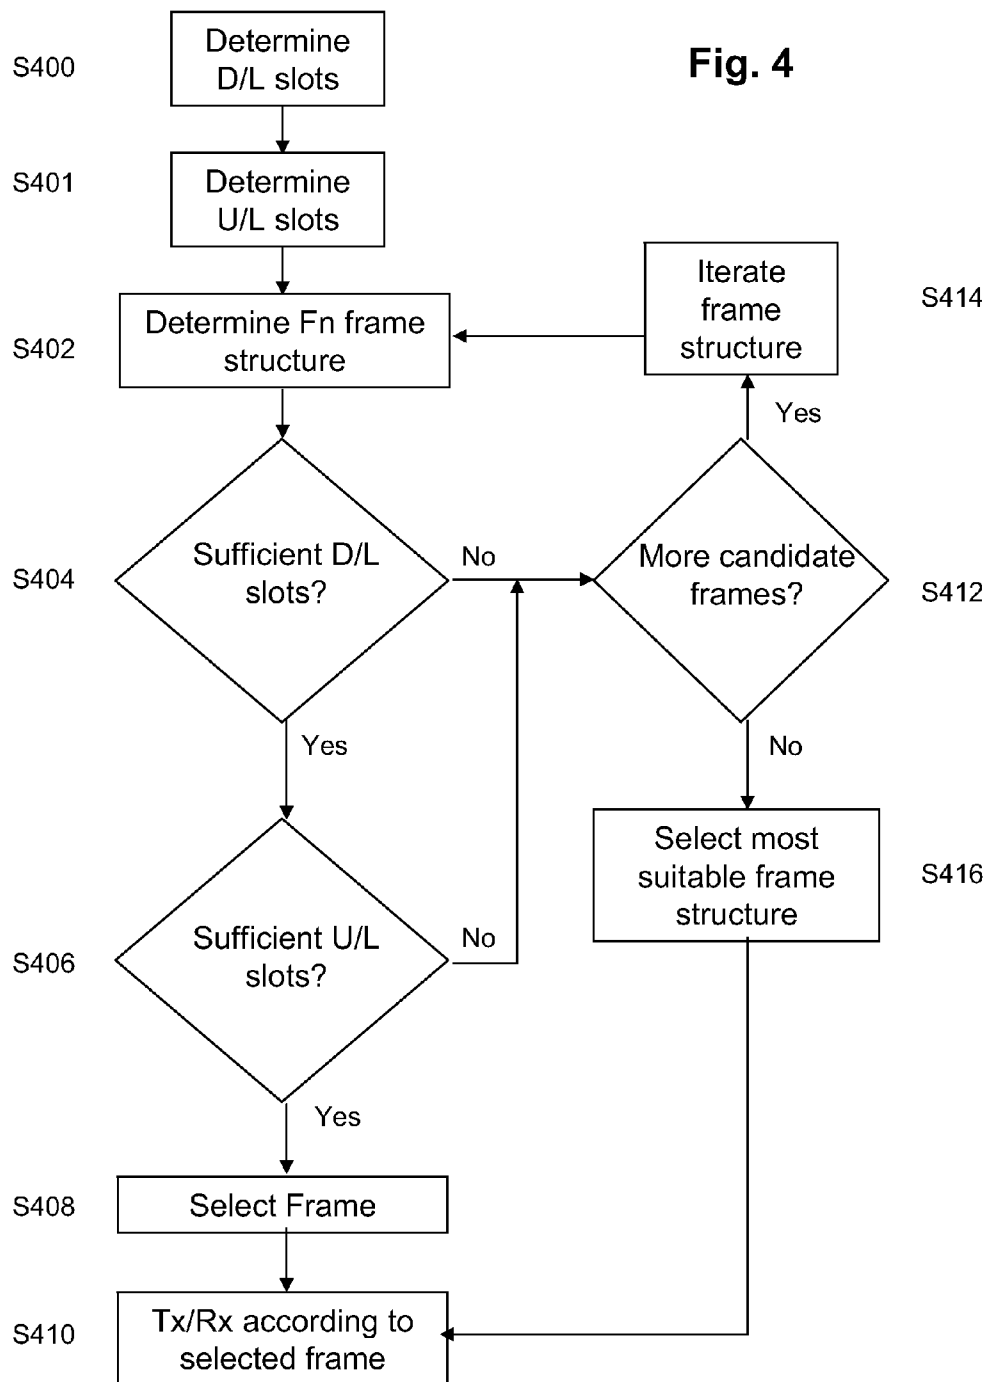 Fig. 4
S400
Determine
D/L slots
S401
Determine
U/L slots
S402
Determine Fn frame
structure
Iterate
frame
structure
S414
Yes
S404
Sufficient D/L
slots?
No
More candidate
frames?
S412
Yes
No
S406
Sufficient U/L
slots?
No
Select most
suitable frame
structure
S416
Yes
S408
Select Frame
S410
Tx/Rx according to
selected frame